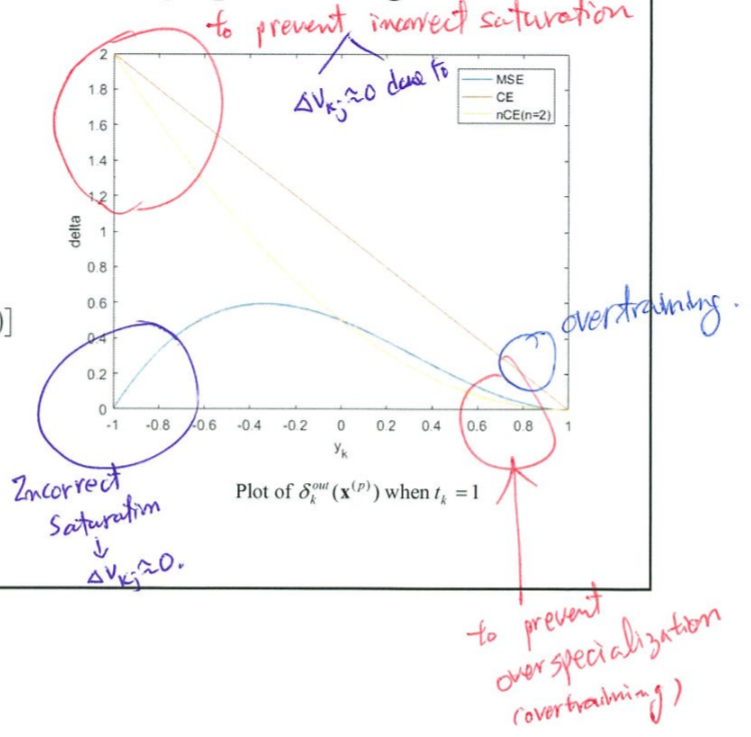 to prevent incorrect saturation
ΔVkj≈0 due to
MSE
CE
nCE(n=2)
2
1.8
1.6
1.4
1.2
1
0.8
0.6
0.4
0.2
0
delta
)]
overtraining.
-1 -0.8 -0.6 -0.4 -0.2 0 0.2 0.4 0.6 0.8 1
yk
Plot of δ_k^out(x^(p)) when t_k = 1
Incorrect
Saturation
↓
ΔVkj≈0.
to prevent
overspecialization
(overtraining)